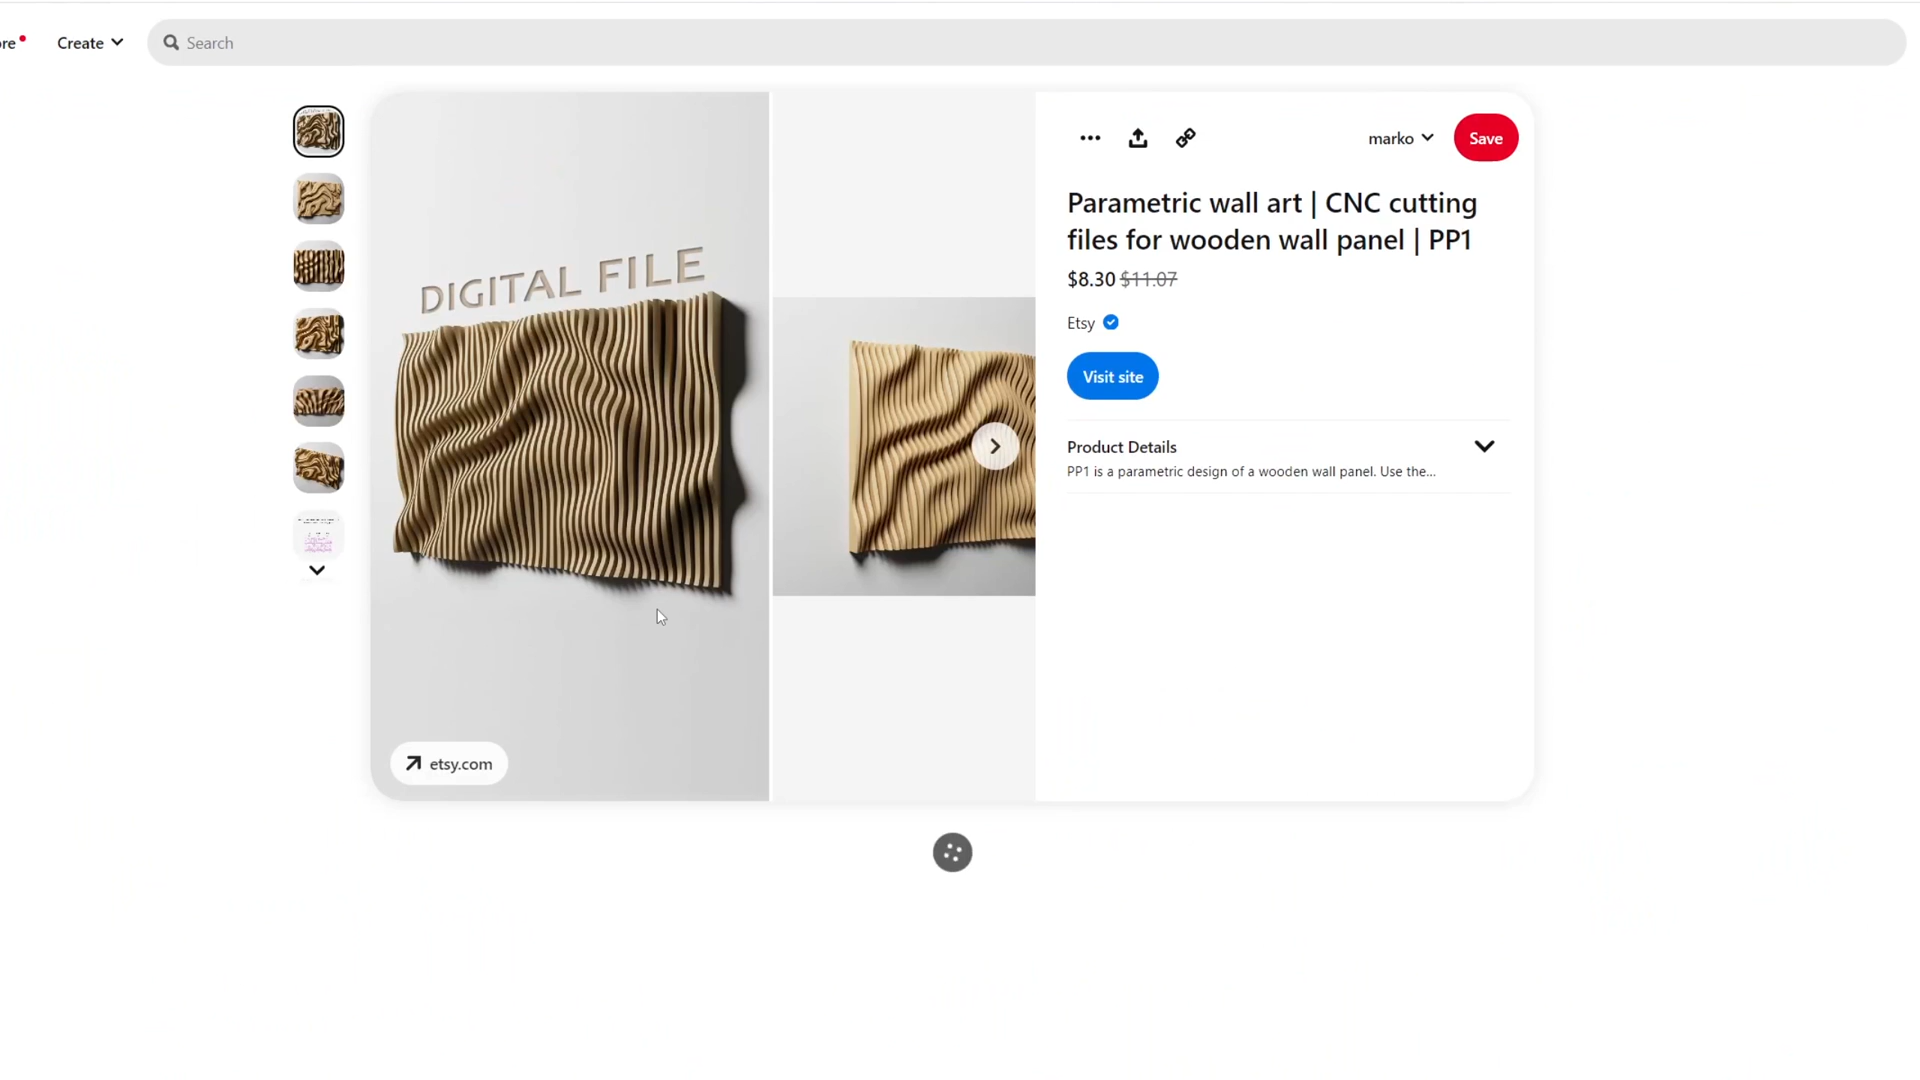 Create
Search
DIGITAL FILE
etsy.com
marko
Save
Parametric wall art | CNC cutting
files for wooden wall panel | PP1
$8.30 $11.07
Etsy
Visit site
Product Details
PP1 is a parametric design of a wooden wall panel. Use the...